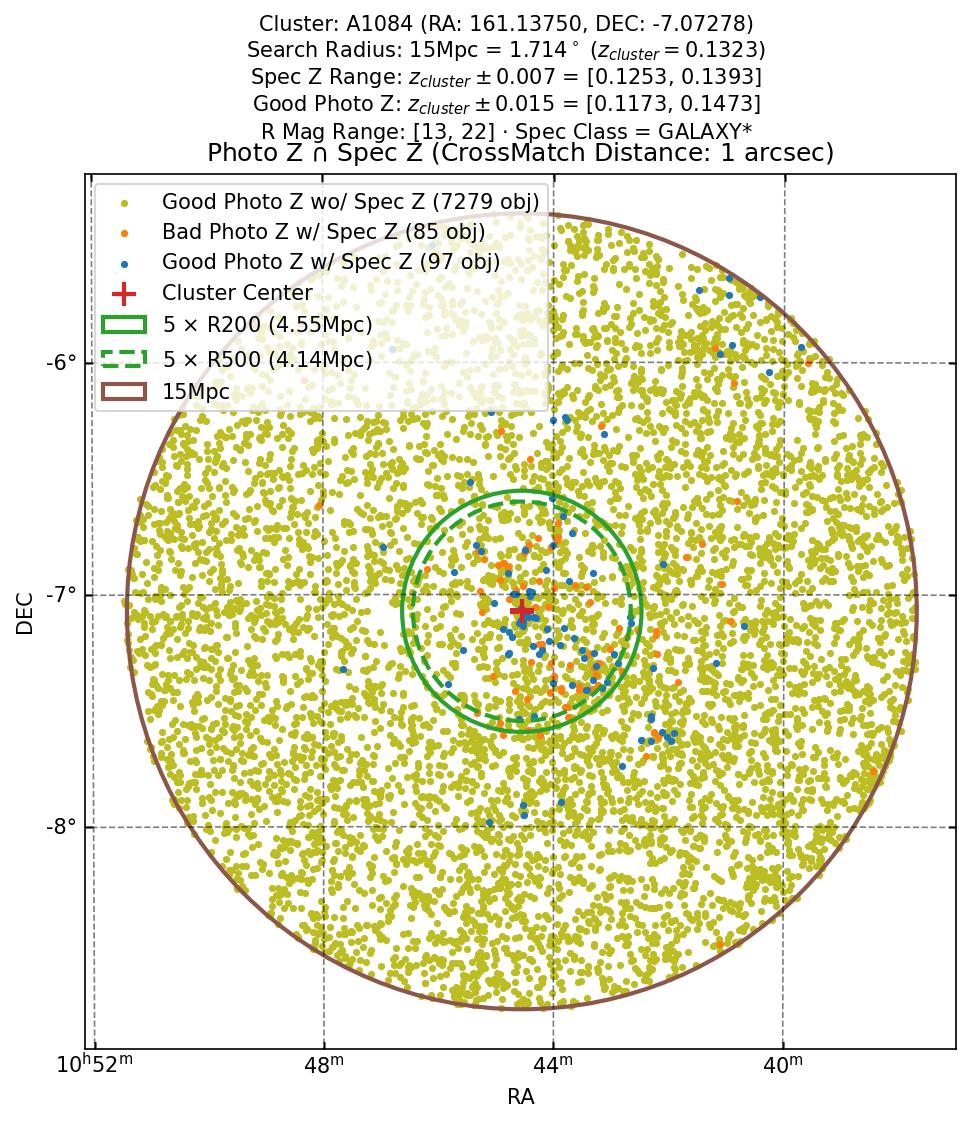 Cluster: A1084 (RA: 161.13750, DEC: -7.07278)
Search Radius: 15Mpc = 1.714° (z_cluster = 0.1323)
Spec Z Range: z_cluster ± 0.007 = [0.1253, 0.1393]
Good Photo Z: z_cluster ± 0.015 = [0.1173, 0.1473]
R Mag Range: [13, 22] · Spec Class = GALAXY*
Photo Z ∩ Spec Z (CrossMatch Distance: 1 arcsec)
Good Photo Z wo/ Spec Z (7279 obj)
Bad Photo Z w/ Spec Z (85 obj)
Good Photo Z w/ Spec Z (97 obj)
Cluster Center
5 × R200 (4.55Mpc)
5 × R500 (4.14Mpc)
15Mpc
-6°
-7°
-8°
DEC
10ʰ52ᵐ 48ᵐ 44ᵐ 40ᵐ
RA